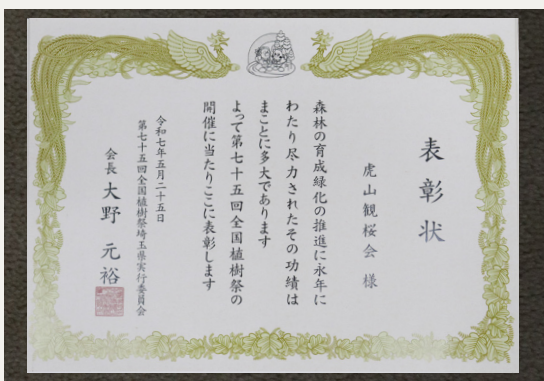 表彰状
虎山観桜会 様
森林の育成緑化の推進に永年に
わたり尽力されたその功績は
まことに多大であります
よって第七十五回全国植樹祭の
開催に当たりここに表彰します
令和七年五月二十五日
第七十五回全国植樹祭埼玉県実行委員会
会長 大野 元裕